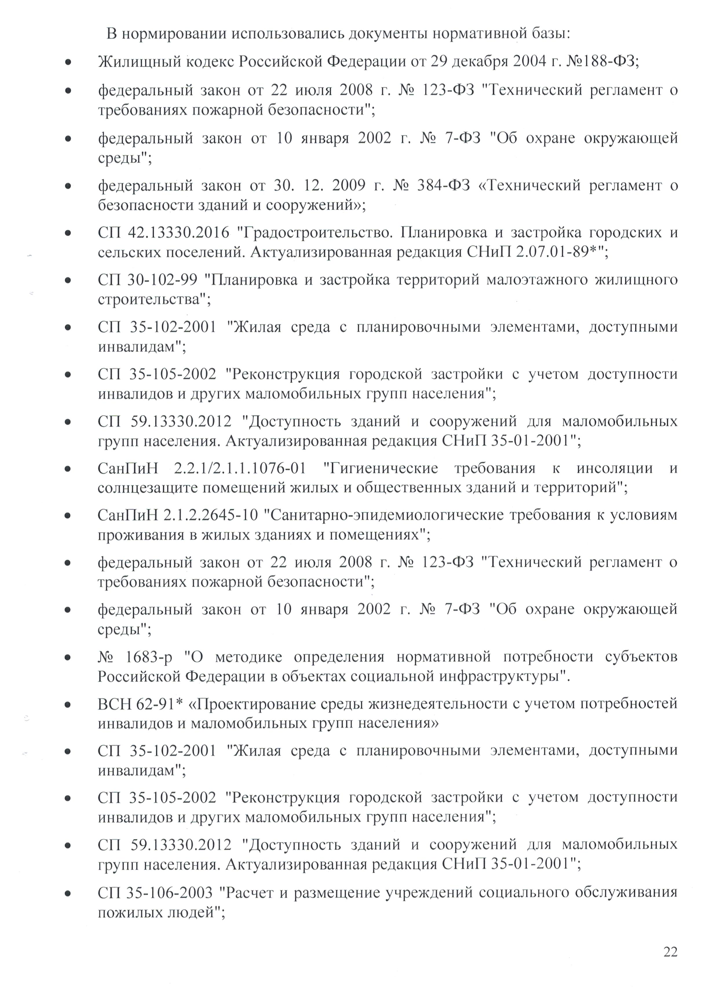 В нормировании использовались документы нормативной базы:
• Жилищный кодекс Российской Федерации от 29 декабря 2004 г. №188-ФЗ;
• федеральный закон от 22 июля 2008 г. № 123-ФЗ "Технический регламент о
требованиях пожарной безопасности";
• федеральный закон от 10 января 2002 г. № 7-ФЗ "Об охране окружающей
среды";
• федеральный закон от 30. 12. 2009 г. № 384-ФЗ «Технический регламент о
безопасности зданий и сооружений»;
• СП 42.13330.2016 "Градостроительство. Планировка и застройка городских и
сельских поселений. Актуализированная редакция СНиП 2.07.01-89*";
• СП 30-102-99 "Планировка и застройка территорий малоэтажного жилищного
строительства";
• СП 35-102-2001 "Жилая среда с планировочными элементами, доступными
инвалидам";
• СП 35-105-2002 "Реконструкция городской застройки с учетом доступности
инвалидов и других маломобильных групп населения";
• СП 59.13330.2012 "Доступность зданий и сооружений для маломобильных
групп населения. Актуализированная редакция СНиП 35-01-2001";
• СанПиН 2.2.1/2.1.1.1076-01 "Гигиенические требования к инсоляции и
солнцезащите помещений жилых и общественных зданий и территорий";
• СанПиН 2.1.2.2645-10 "Санитарно-эпидемиологические требования к условиям
проживания в жилых зданиях и помещениях";
• федеральный закон от 22 июля 2008 г. № 123-ФЗ "Технический регламент о
требованиях пожарной безопасности";
• федеральный закон от 10 января 2002 г. № 7-ФЗ "Об охране окружающей
среды";
• № 1683-р "О методике определения нормативной потребности субъектов
Российской Федерации в объектах социальной инфраструктуры".
• ВСН 62-91* «Проектирование среды жизнедеятельности с учетом потребностей
инвалидов и маломобильных групп населения»
• СП 35-102-2001 "Жилая среда с планировочными элементами, доступными
инвалидам";
• СП 35-105-2002 "Реконструкция городской застройки с учетом доступности
инвалидов и других маломобильных групп населения";
• СП 59.13330.2012 "Доступность зданий и сооружений для маломобильных
групп населения. Актуализированная редакция СНиП 35-01-2001";
• СП 35-106-2003 "Расчет и размещение учреждений социального обслуживания
пожилых людей";
22